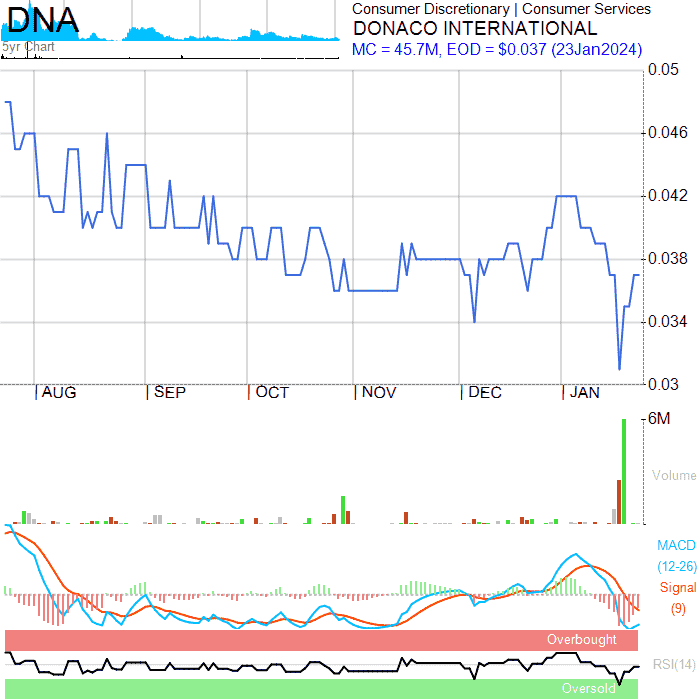 DNA
5yr Chart
Consumer Discretionary | Consumer Services
DONACO INTERNATIONAL
MC = 45.7M, EOD = $0.037 (23Jan2024)
0.05
0.046
0.042
0.038
0.034
0.03
AUG SEP OCT NOV DEC JAN
6M
Volume
MACD
(12-26)
Signal
(9)
Overbought
RSI(14)
Oversold